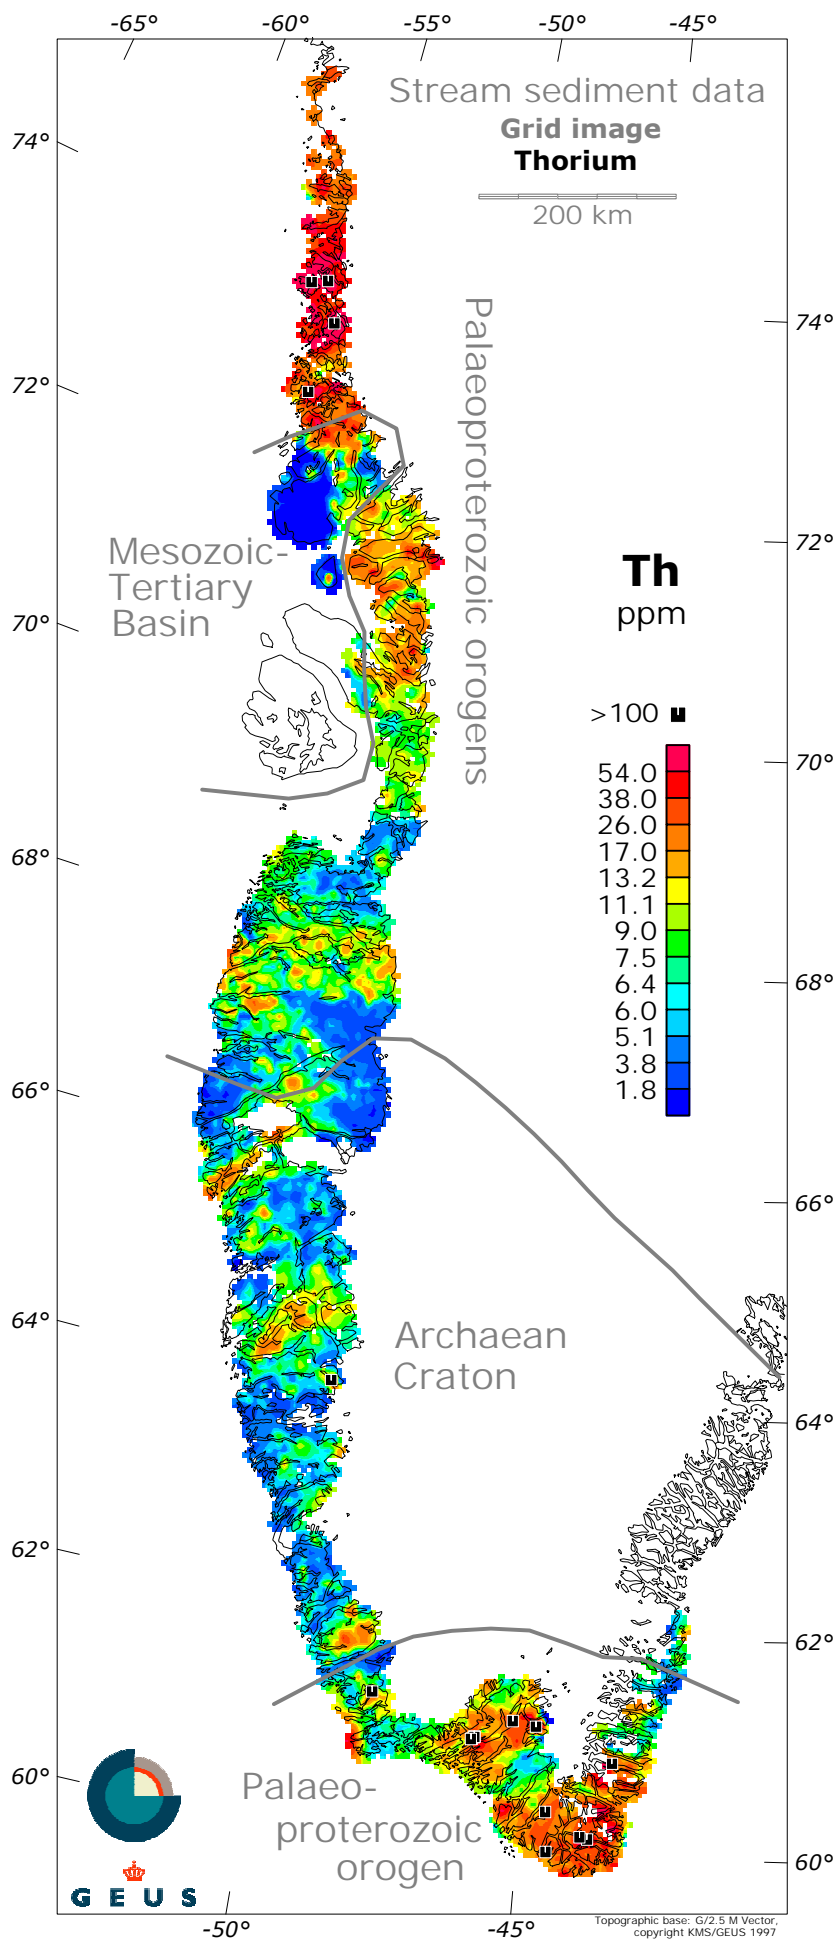 -65° -60° -55° -50° -45°
Stream sediment data
Grid image
Thorium
200 km
74°
74°
72°
72°
70°
70°
68°
68°
66°
66°
64°
64°
62°
62°
60°
60°
Palaeoproterozoic orogens
Mesozoic-
Tertiary
Basin
Th
ppm
>100
54.0
38.0
26.0
17.0
13.2
11.1
9.0
7.5
6.4
6.0
5.1
3.8
1.8
Archaean
Craton
Palaeo-
proterozoic
orogen
GEUS
-50° -45°
Topographic base: G/2.5 M Vector,
copyright KMS/GEUS 1997